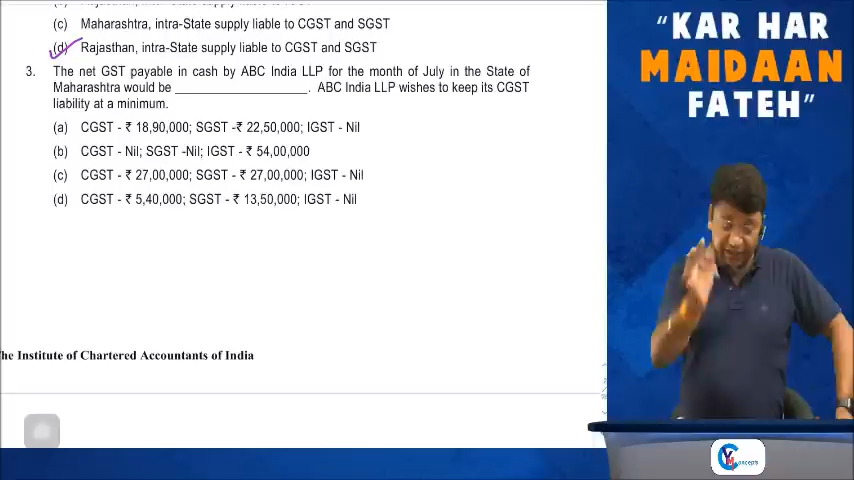 (c) Maharashtra, intra-State supply liable to CGST and SGST
(d) Rajasthan, intra-State supply liable to CGST and SGST
3. The net GST payable in cash by ABC India LLP for the month of July in the State of
Maharashtra would be ______________________. ABC India LLP wishes to keep its CGST
liability at a minimum.
(a) CGST - ₹ 18,90,000; SGST -₹ 22,50,000; IGST - Nil
(b) CGST - Nil; SGST -Nil; IGST - ₹ 54,00,000
(c) CGST - ₹ 27,00,000; SGST - ₹ 27,00,000; IGST - Nil
(d) CGST - ₹ 5,40,000; SGST - ₹ 13,50,000; IGST - Nil
he Institute of Chartered Accountants of India
"KAR HAR
MAIDAAN
FATEH"